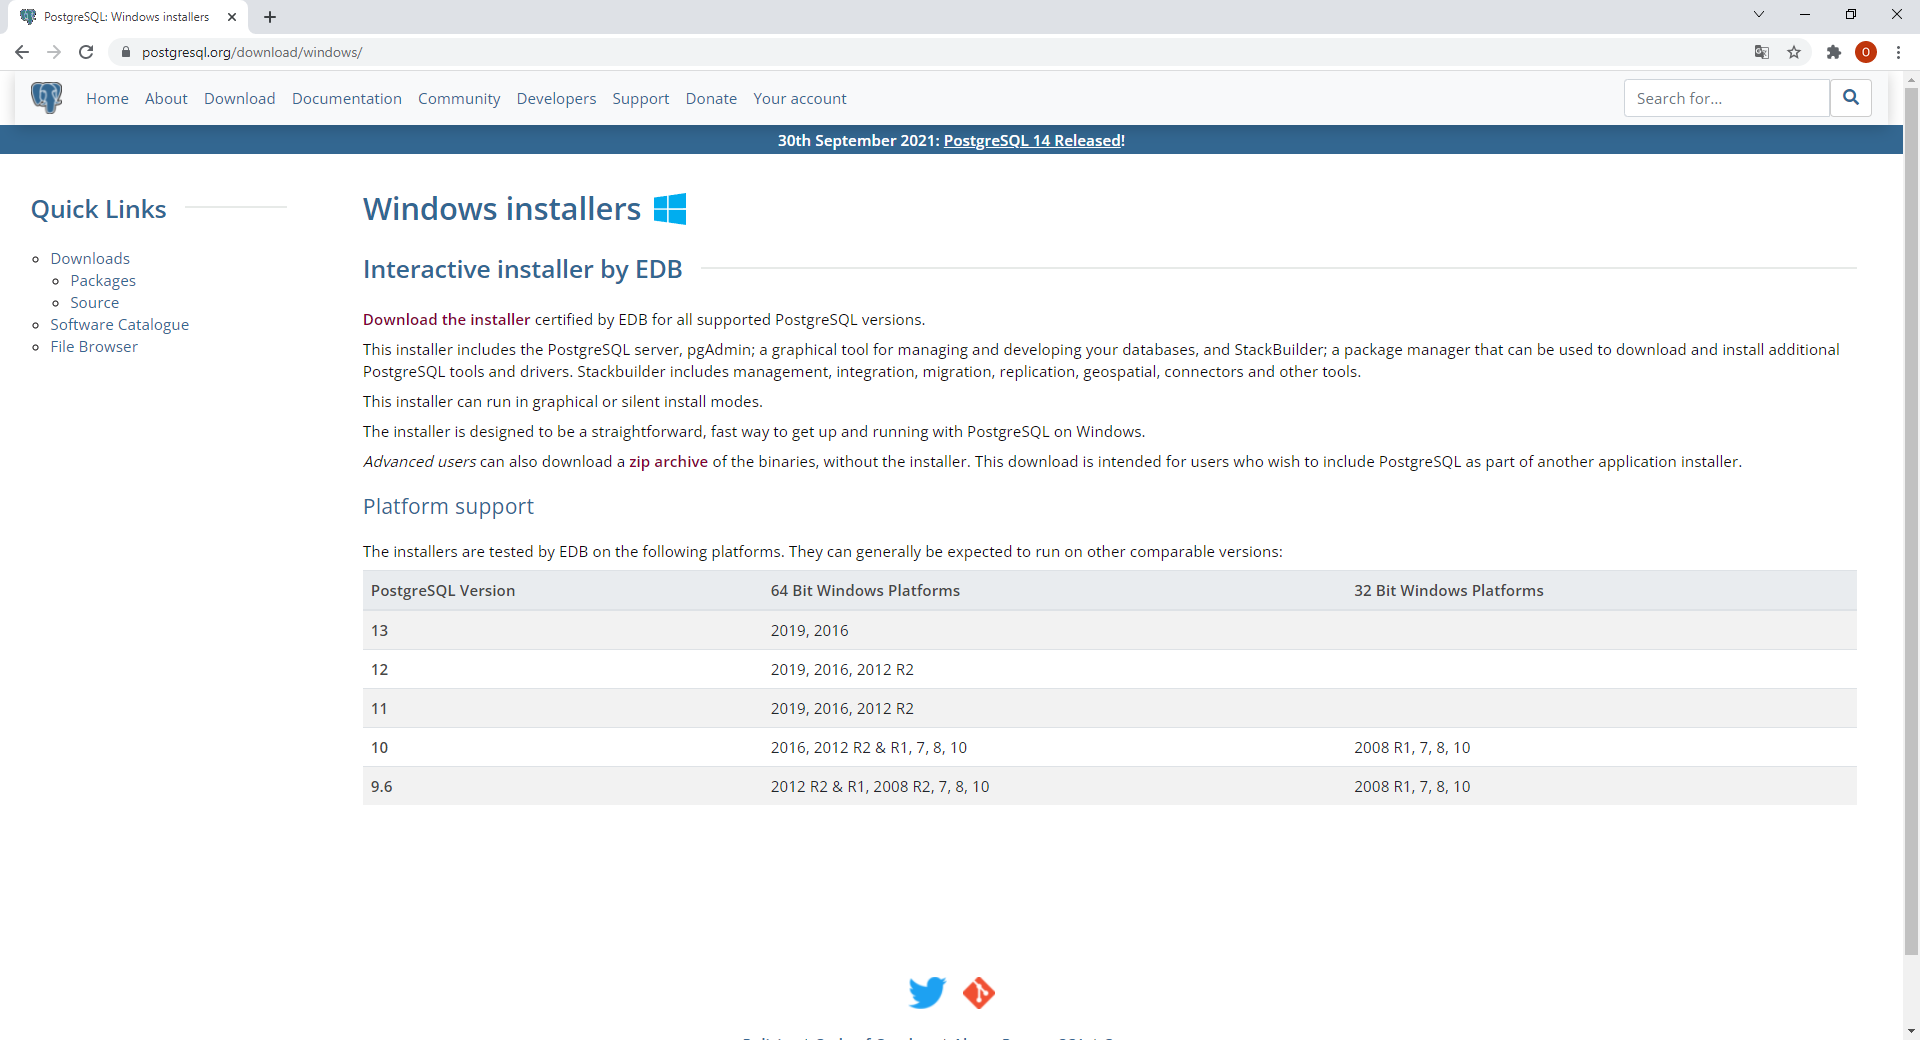 PostgreSQL: Windows installers
postgresql.org/download/windows/
O
Home About Download Documentation Community Developers Support Donate Your account
Search for...
30th September 2021: PostgreSQL 14 Released!
Quick Links
Downloads
Packages
Source
Software Catalogue
File Browser
Windows installers
Interactive installer by EDB
Download the installer certified by EDB for all supported PostgreSQL versions.
This installer includes the PostgreSQL server, pgAdmin; a graphical tool for managing and developing your databases, and StackBuilder; a package manager that can be used to download and install additional
PostgreSQL tools and drivers. Stackbuilder includes management, integration, migration, replication, geospatial, connectors and other tools.
This installer can run in graphical or silent install modes.
The installer is designed to be a straightforward, fast way to get up and running with PostgreSQL on Windows.
Advanced users can also download a zip archive of the binaries, without the installer. This download is intended for users who wish to include PostgreSQL as part of another application installer.
Platform support
The installers are tested by EDB on the following platforms. They can generally be expected to run on other comparable versions:
PostgreSQL Version 64 Bit Windows Platforms 32 Bit Windows Platforms
13 2019, 2016
12 2019, 2016, 2012 R2
11 2019, 2016, 2012 R2
10 2016, 2012 R2 & R1, 7, 8, 10 2008 R1, 7, 8, 10
9.6 2012 R2 & R1, 2008 R2, 7, 8, 10 2008 R1, 7, 8, 10